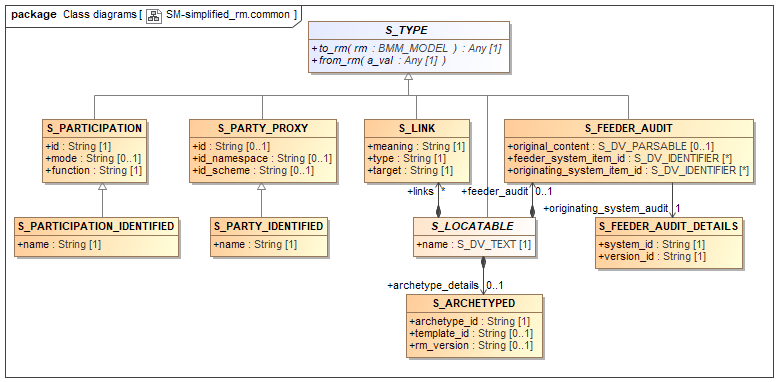 package Class diagrams [ SM-simplified_rm.common ]
S_TYPE
+to_rm( rm : BMM_MODEL ) : Any [1]
+from_rm( a_val : Any [1] )
S_PARTICIPATION
+id : String [1]
+mode : String [0..1]
+function : String [1]
S_PARTY_PROXY
+id : String [0..1]
+id_namespace : String [0..1]
+id_scheme : String [0..1]
S_LINK
+meaning : String [1]
+type : String [1]
+target : String [1]
S_FEEDER_AUDIT
+original_content : S_DV_PARSABLE [0..1]
+feeder_system_item_id : S_DV_IDENTIFIER [*]
+originating_system_item_id : S_DV_IDENTIFIER [*]
+links *
+feeder_audit 0..1
+originating_system_audit 1
S_PARTICIPATION_IDENTIFIED
+name : String [1]
S_PARTY_IDENTIFIED
+name : String [1]
S_LOCATABLE
+name : S_DV_TEXT [1]
S_FEEDER_AUDIT_DETAILS
+system_id : String [1]
+version_id : String [1]
+archetype_details 0..1
S_ARCHETYPED
+archetype_id : String [1]
+template_id : String [0..1]
+rm_version : String [0..1]